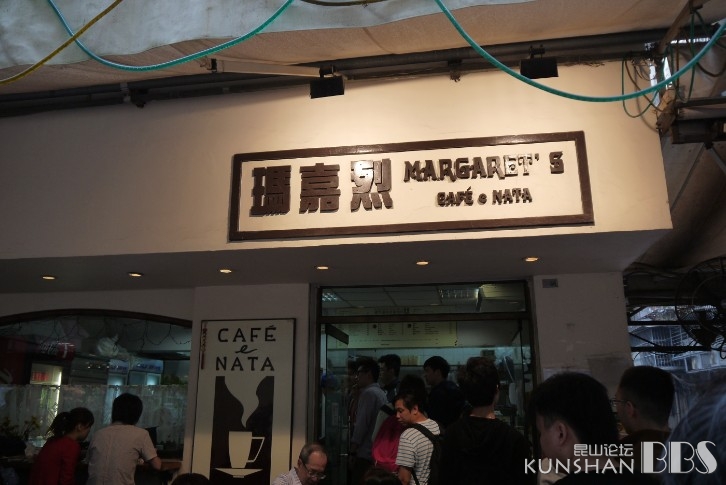 瑪嘉烈 MARGARET'S
CAFÉ e NATA
CAFÉ
e
NATA
昆山论坛
KUNSHAN BBS